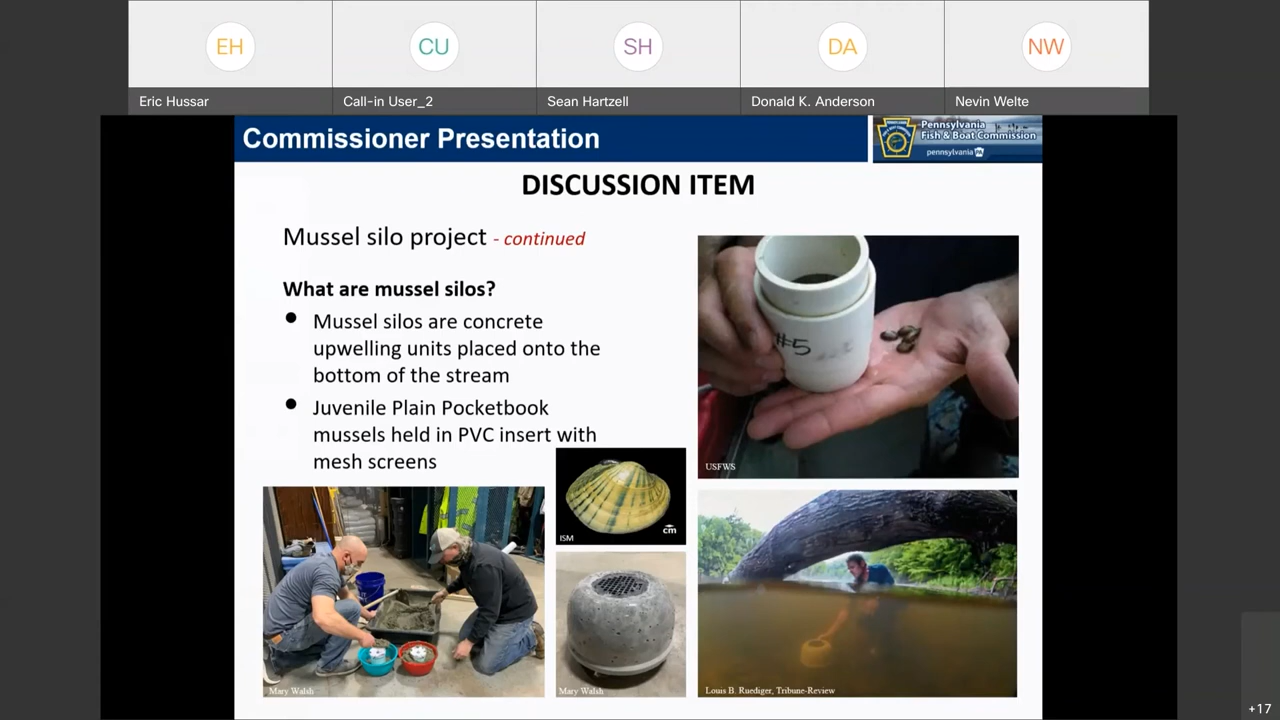 EH
CU
SH
DA
NW
Eric Hussar
Call-in User_2
Sean Hartzell
Donald K. Anderson
Nevin Welte
Commissioner Presentation
Pennsylvania
Fish & Boat Commission
pennsylvania PA
DISCUSSION ITEM
Mussel silo project - continued
What are mussel silos?
• Mussel silos are concrete
upwelling units placed onto the
bottom of the stream
• Juvenile Plain Pocketbook
mussels held in PVC insert with
mesh screens
#5
USFWS
cm
ISM
Mary Walsh
Mary Walsh
Louis B. Ruediger, Tribune-Review
+17